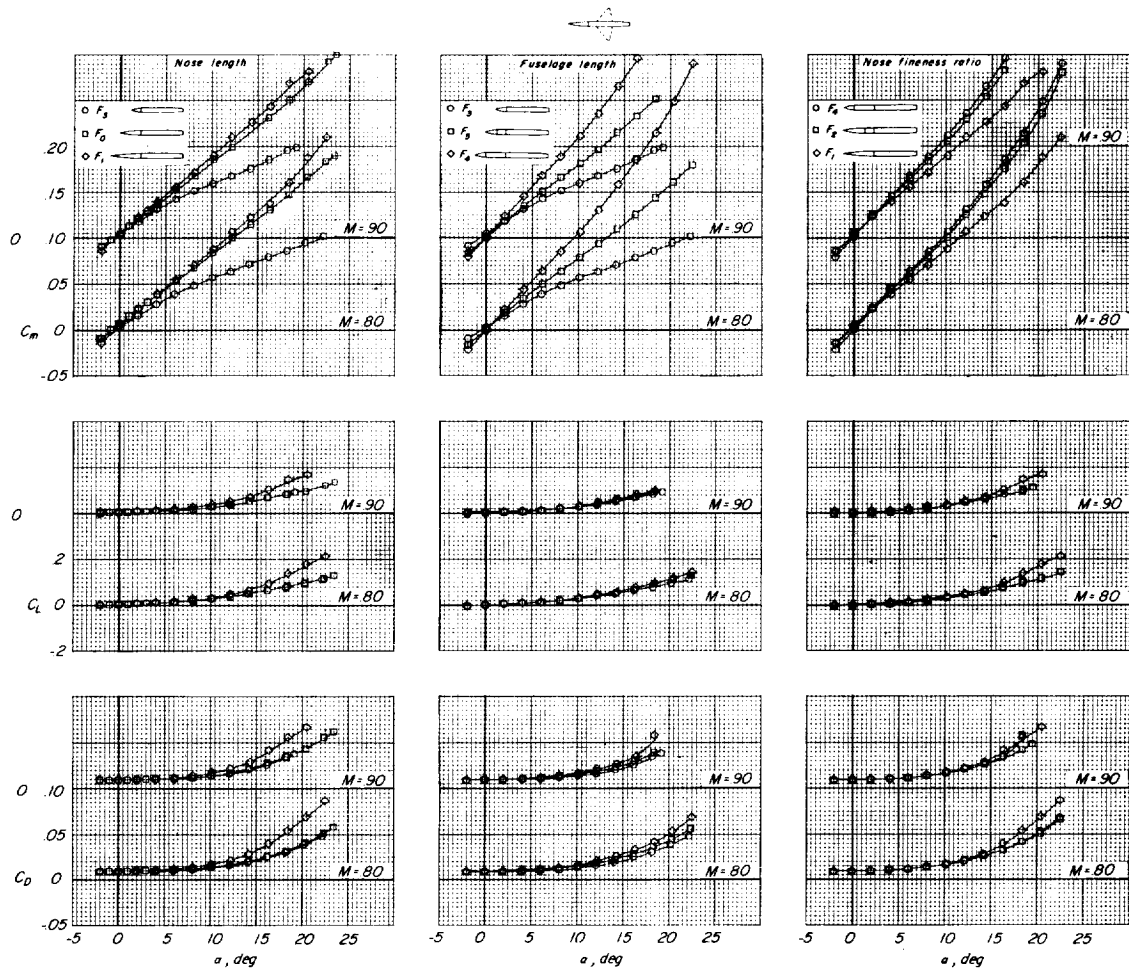 Nose length
Fuselage length
Nose fineness ratio
F3
F0
F1
F3
F5
F4
F4
F2
F1
.20
.15
0 .10
.05
Cm 0
-.05
M=.90
M=.80
M=.90
M=.80
M=.90
M=.80
0
.2
CL 0
-.2
M=.90
M=.80
M=.90
M=.80
M=.90
M=.80
0 .10
.05
CD 0
-.05
M=.90
M=.80
M=.90
M=.80
M=.90
M=.80
-5 0 5 10 15 20 25
-5 0 5 10 15 20 25 30
-5 0 5 10 15 20 25 30
α, deg
α, deg
α, deg